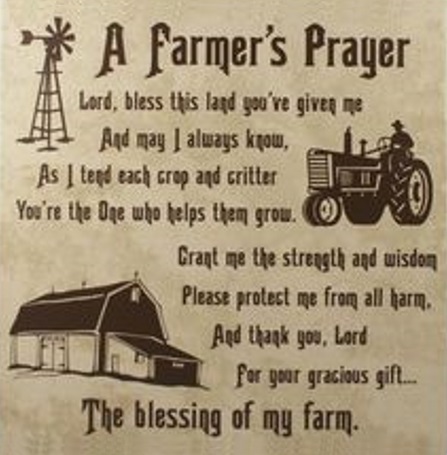 A Farmer's Prayer
Lord, bless this land you've given me
And may I always know,
As I tend each crop and critter
You're the One who helps them grow.
Grant me the strength and wisdom
Please protect me from all harm,
And thank you, Lord
For your gracious gift...
The blessing of my farm.